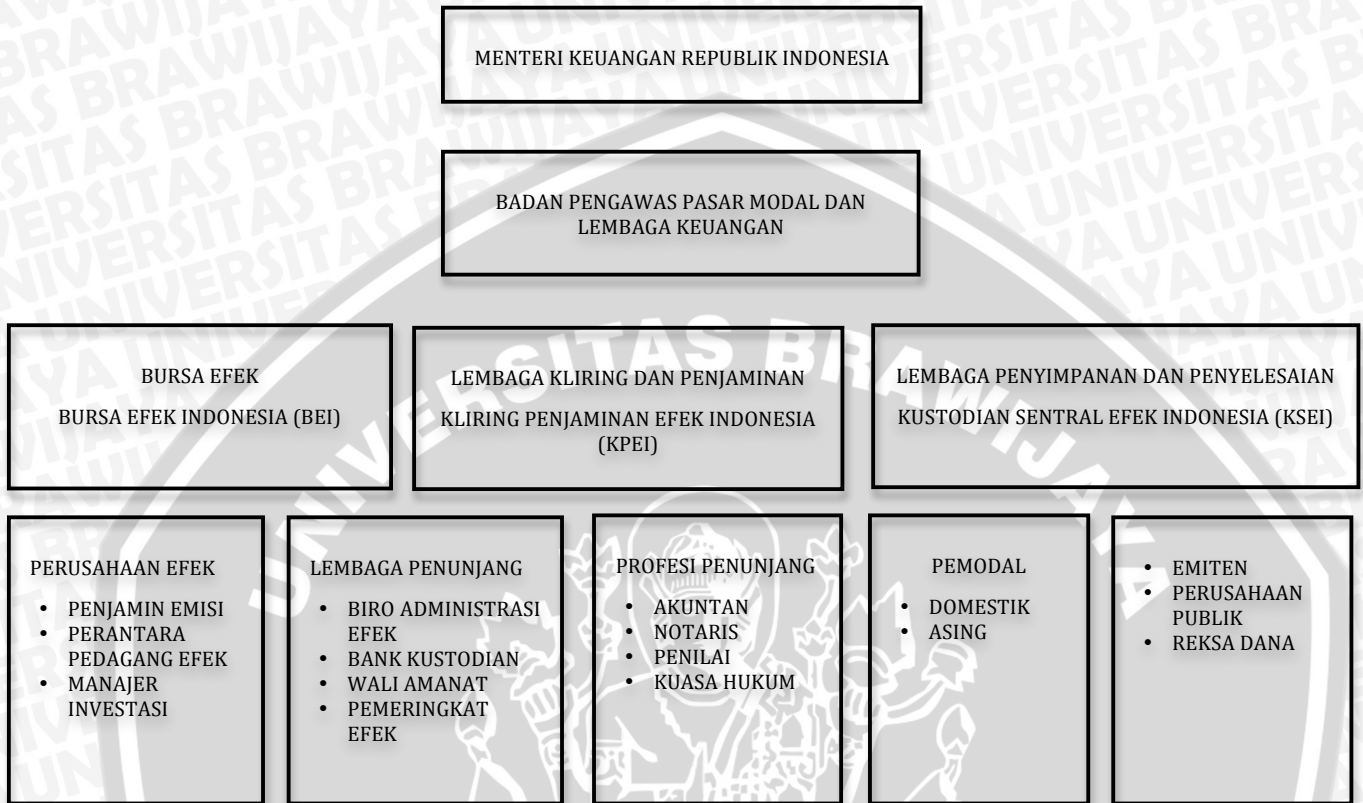 MENTERI KEUANGAN REPUBLIK INDONESIA
BADAN PENGAWAS PASAR MODAL DAN
LEMBAGA KEUANGAN
BURSA EFEK
BURSA EFEK INDONESIA (BEI)
LEMBAGA KLIRING DAN PENJAMINAN
KLIRING PENJAMINAN EFEK INDONESIA
(KPEI)
LEMBAGA PENYIMPANAN DAN PENYELESAIAN
KUSTODIAN SENTRAL EFEK INDONESIA (KSEI)
PERUSAHAAN EFEK
• PENJAMIN EMISI
• PERANTARA
PEDAGANG EFEK
• MANAJER
INVESTASI
LEMBAGA PENUNJANG
• BIRO ADMINISTRASI
EFEK
• BANK KUSTODIAN
• WALI AMANAT
• PEMERINGKAT
EFEK
PROFESI PENUNJANG
• AKUNTAN
• NOTARIS
• PENILAI
• KUASA HUKUM
PEMODAL
• DOMESTIK
• ASING
• EMITEN
• PERUSAHAAN
PUBLIK
• REKSA DANA
UNIVERSITAS BRAWIJAYA